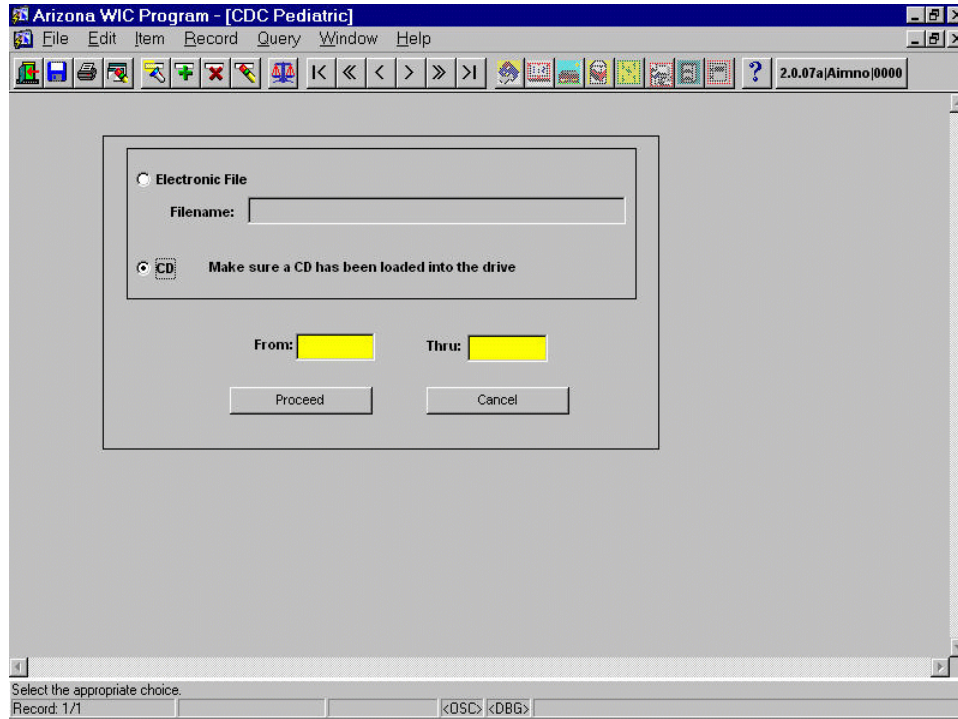 Arizona WIC Program - [CDC Pediatric]
File Edit Item Record Query Window Help
? 2.0.07a|Aimno|0000
Electronic File
Filename:
CD Make sure a CD has been loaded into the drive
From: Thru:
Proceed Cancel
Select the appropriate choice.
Record: 1/1 <OSC> <DBG>